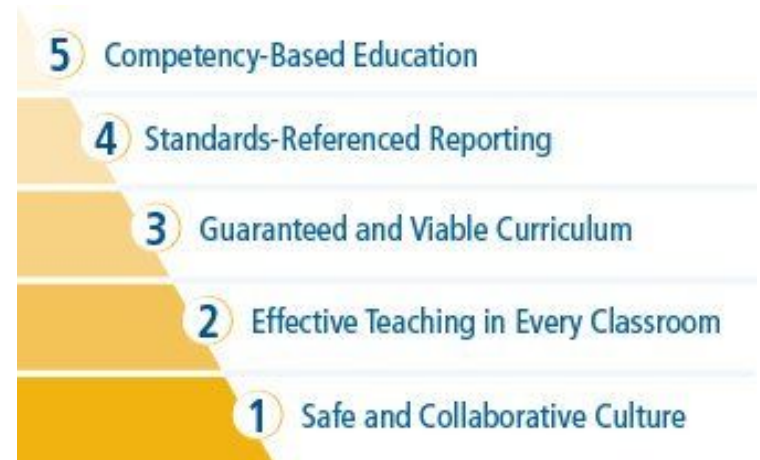 5 Competency-Based Education
4 Standards-Referenced Reporting
3 Guaranteed and Viable Curriculum
2 Effective Teaching in Every Classroom
1 Safe and Collaborative Culture